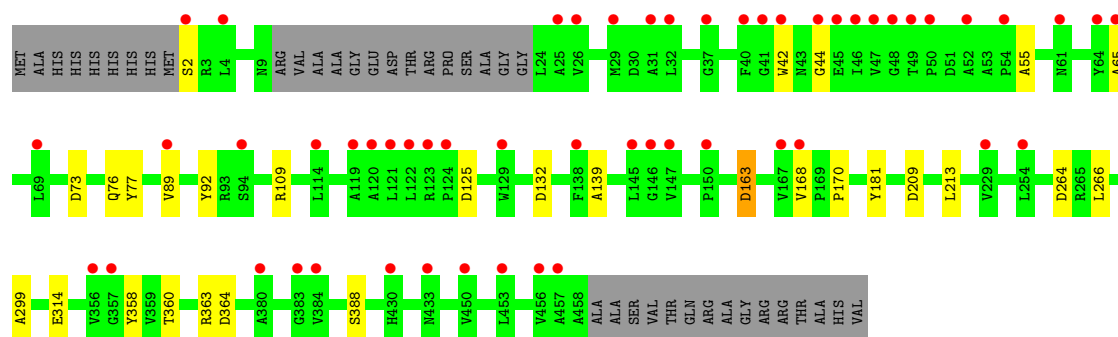 MET ALA HIS HIS HIS HIS HIS HIS MET S2 R3 L4 N9 ARG VAL ALA ALA GLY GLU ASP THR ARG PRO SER ALA GLY GLY L24 A25 V26 M29 D30 A31 L32 G37 F40 G41 W42 N43 G44 E45 I46 V47 G48 T49 P50 D51 A52 A53 P54 A55 N61 Y64 A65
L69 D73 Q76 Y77 V89 Y92 R93 S94 R109 L114 A119 A120 L121 L122 R123 P124 D125 W129 D132 F138 A139 L145 G146 V147 P150 D163 V167 V168 P169 P170 Y181 D209 L213 V229 L254 D264 R265 L266
A299 E314 V356 G357 Y358 V359 T360 R363 D364 A380 G383 V384 S388 H430 N433 V450 L453 V456 A457 A458 ALA ALA SER VAL THR GLN ARG ALA GLY ARG ARG THR ALA HIS VAL